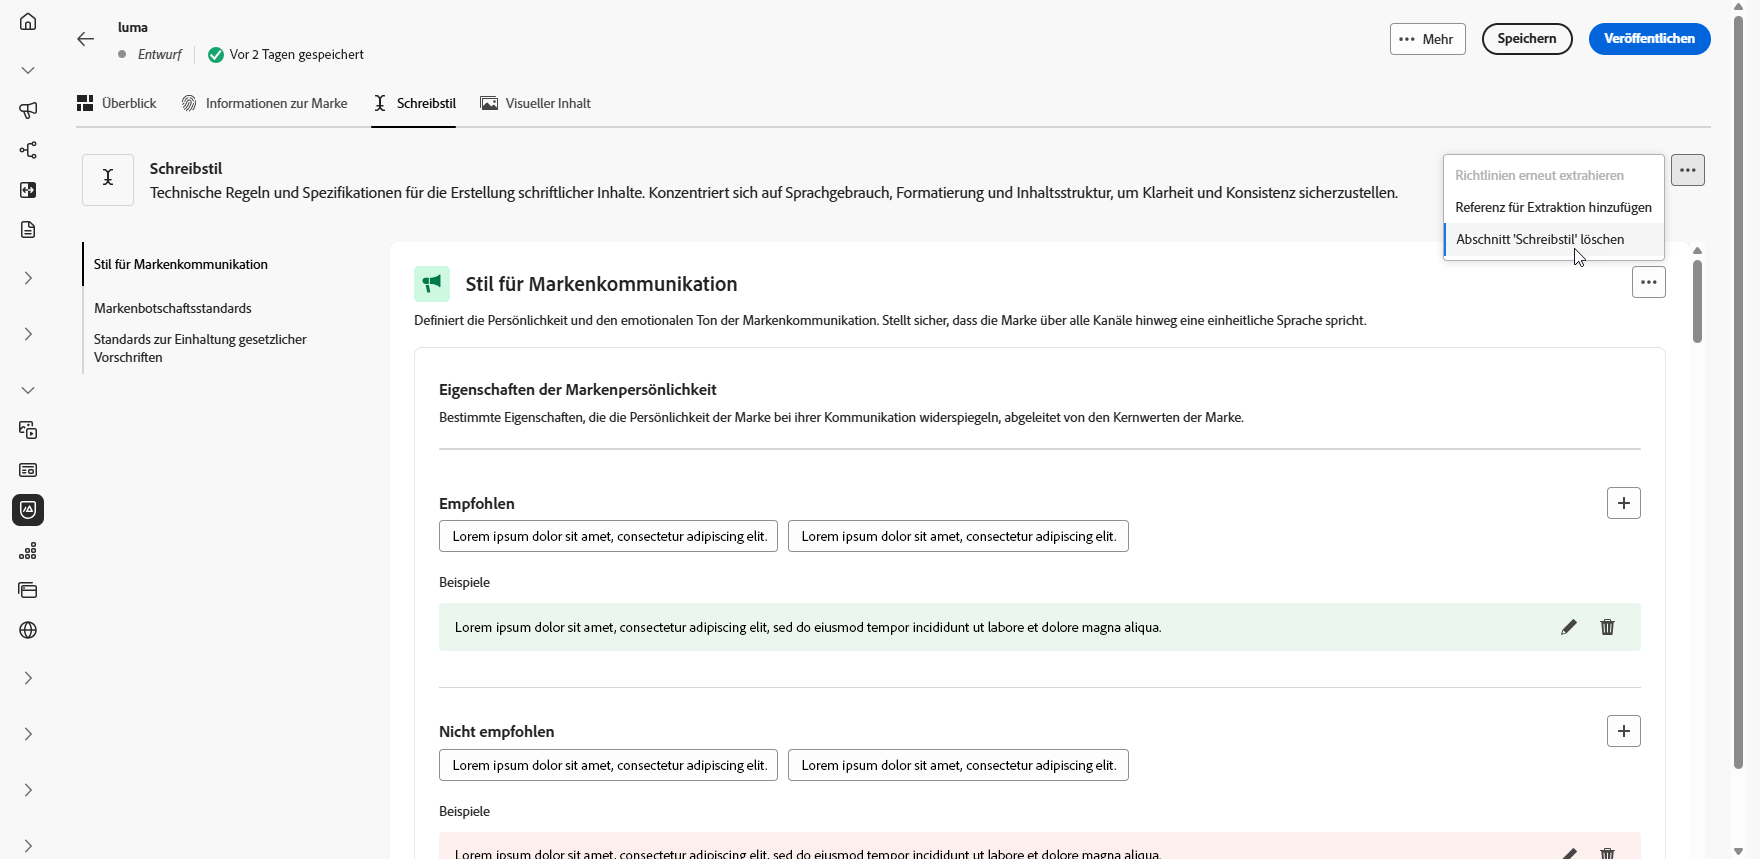 luma
Entwurf
Vor 2 Tagen gespeichert
Mehr
Speichern
Veröffentlichen
Überblick
Informationen zur Marke
Schreibstil
Visueller Inhalt
Schreibstil
Technische Regeln und Spezifikationen für die Erstellung schriftlicher Inhalte. Konzentriert sich auf Sprachgebrauch, Formatierung und Inhaltsstruktur, um Klarheit und Konsistenz sicherzustellen.
Richtlinien erneut extrahieren
Referenz für Extraktion hinzufügen
Abschnitt 'Schreibstil' löschen
Stil für Markenkommunikation
Markenbotschaftsstandards
Standards zur Einhaltung gesetzlicher
Vorschriften
Stil für Markenkommunikation
Definiert die Persönlichkeit und den emotionalen Ton der Markenkommunikation. Stellt sicher, dass die Marke über alle Kanäle hinweg eine einheitliche Sprache spricht.
Eigenschaften der Markenpersönlichkeit
Bestimmte Eigenschaften, die die Persönlichkeit der Marke bei ihrer Kommunikation widerspiegeln, abgeleitet von den Kernwerten der Marke.
Empfohlen
Lorem ipsum dolor sit amet, consectetur adipiscing elit.
Lorem ipsum dolor sit amet, consectetur adipiscing elit.
Beispiele
Lorem ipsum dolor sit amet, consectetur adipiscing elit, sed do eiusmod tempor incididunt ut labore et dolore magna aliqua.
Nicht empfohlen
Lorem ipsum dolor sit amet, consectetur adipiscing elit.
Lorem ipsum dolor sit amet, consectetur adipiscing elit.
Beispiele
Lorem ipsum dolor sit amet, consectetur adipiscing elit, sed do eiusmod tempor incididunt ut labore et dolore magna aliqua.